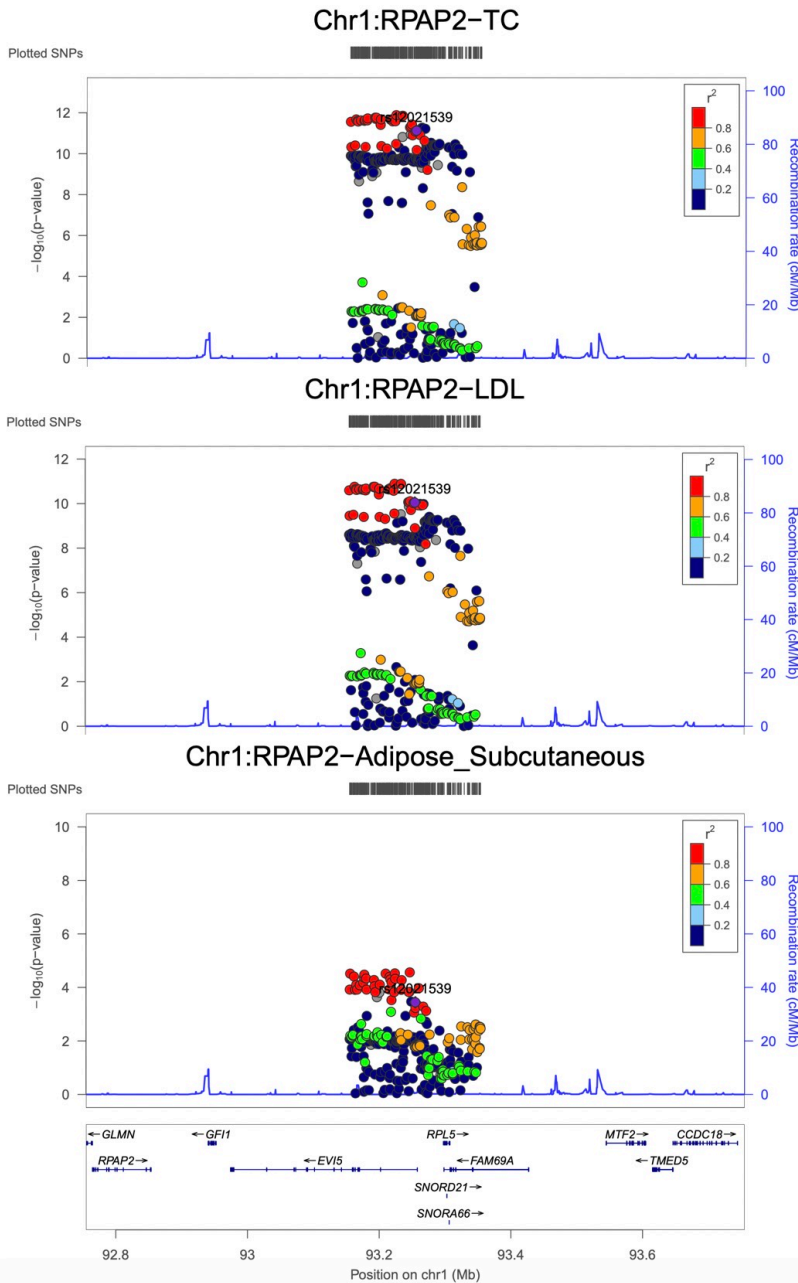 Chr1:RPAP2−TC
Plotted SNPs
rs12021539
r2
0.8
0.6
0.4
0.2
12
10
8
6
4
2
0
−log10(p−value)
100
80
60
40
20
0
Recombination rate (cM/Mb)
Chr1:RPAP2−LDL
Plotted SNPs
rs12021539
r2
0.8
0.6
0.4
0.2
12
10
8
6
4
2
0
−log10(p−value)
100
80
60
40
20
0
Recombination rate (cM/Mb)
Chr1:RPAP2−Adipose_Subcutaneous
Plotted SNPs
rs12021539
r2
0.8
0.6
0.4
0.2
10
8
6
4
2
0
−log10(p−value)
100
80
60
40
20
0
Recombination rate (cM/Mb)
←GLMN ←GFI1 RPL5→ MTF2→ CCDC18→
RPAP2→ ←EVI5 ←FAM69A ←TMED5
SNORD21→
SNORA66→
92.8 93 93.2 93.4 93.6
Position on chr1 (Mb)